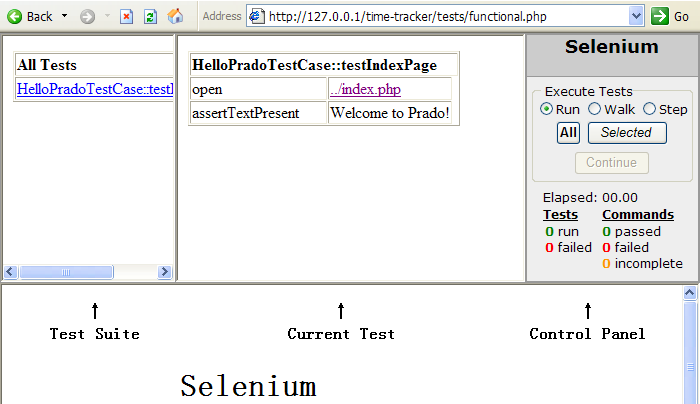 Back Address http://127.0.0.1/time-tracker/tests/functional.php Go
All Tests
HelloPradoTestCase::test
HelloPradoTestCase::testIndexPage
open ../index.php
assertTextPresent Welcome to Prado!
Selenium
Execute Tests
Run Walk Step
All Selected
Continue
Elapsed: 00.00
Tests Commands
0 run 0 passed
0 failed 0 failed
0 incomplete
Test Suite Current Test Control Panel
Selenium